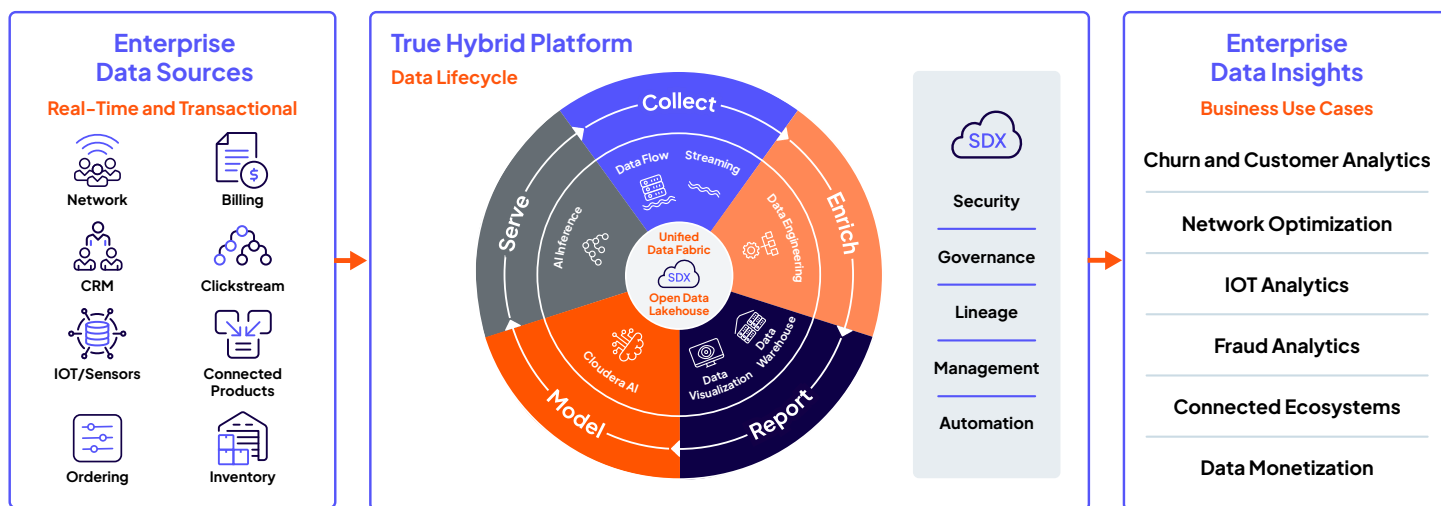 Enterprise
Data Sources
Real-Time and Transactional
Network
Billing
$
CRM
Clickstream
IOT/Sensors
Connected
Products
Ordering
Inventory
True Hybrid Platform
Data Lifecycle
Collect
Data Flow
Streaming
Enrich
Data Engineering
Report
Data
Warehouse
Data
Visualization
Model
Cloudera AI
Serve
AI Inference
Unified
Data Fabric
SDX
Open Data
Lakehouse
SDX
Security
Governance
Lineage
Management
Automation
Enterprise
Data Insights
Business Use Cases
Churn and Customer Analytics
Network Optimization
IOT Analytics
Fraud Analytics
Connected Ecosystems
Data Monetization